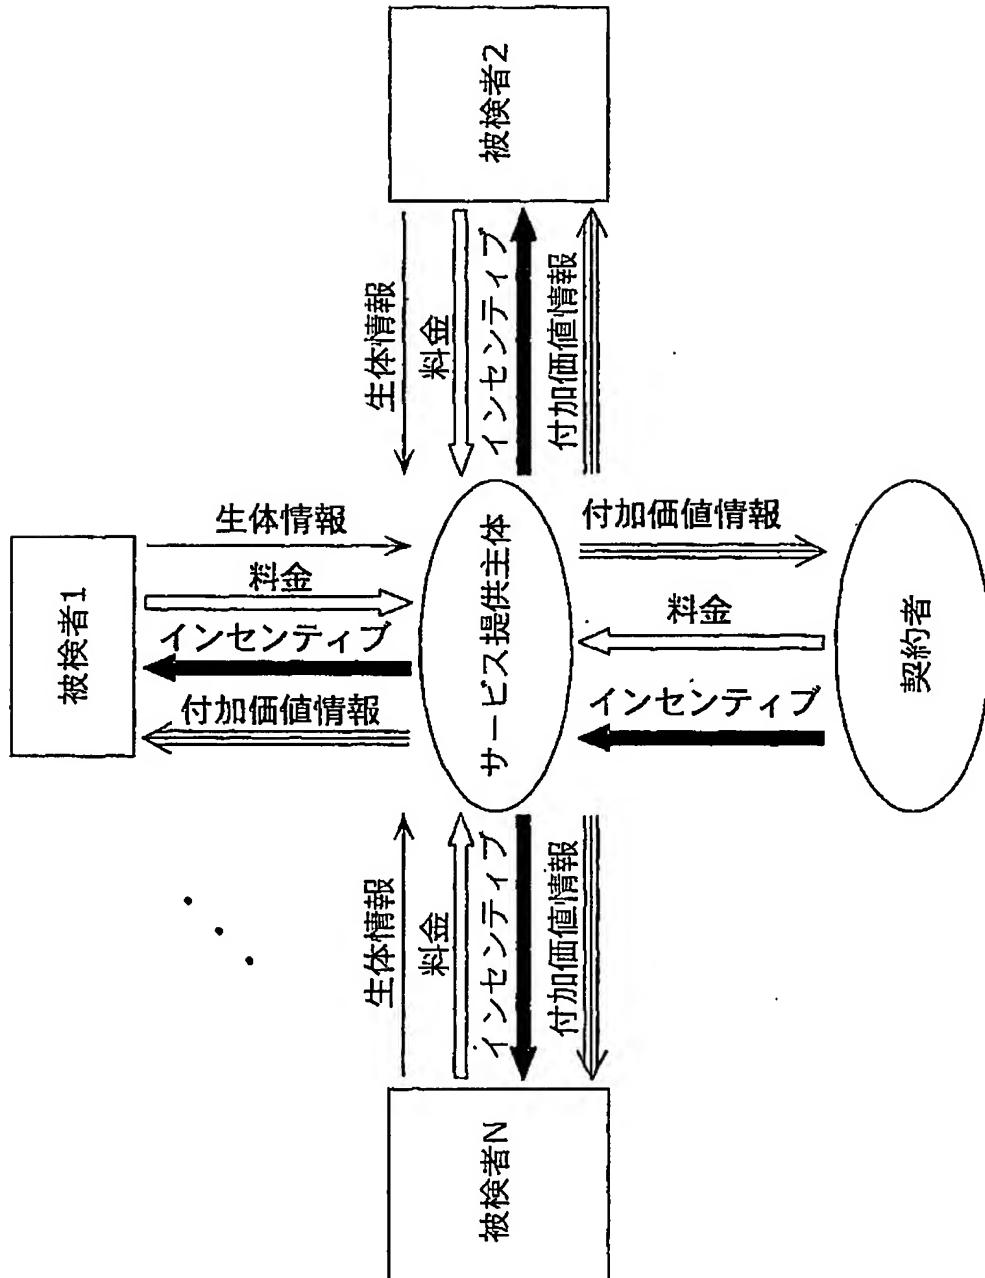 被検者2
生体情報
料金
インセンティブ
付加価値情報
被検者1
生体情報
料金
インセンティブ
付加価値情報
サービス提供主体
付加価値情報
料金
インセンティブ
契約者
生体情報
料金
インセンティブ
付加価値情報
被検者N